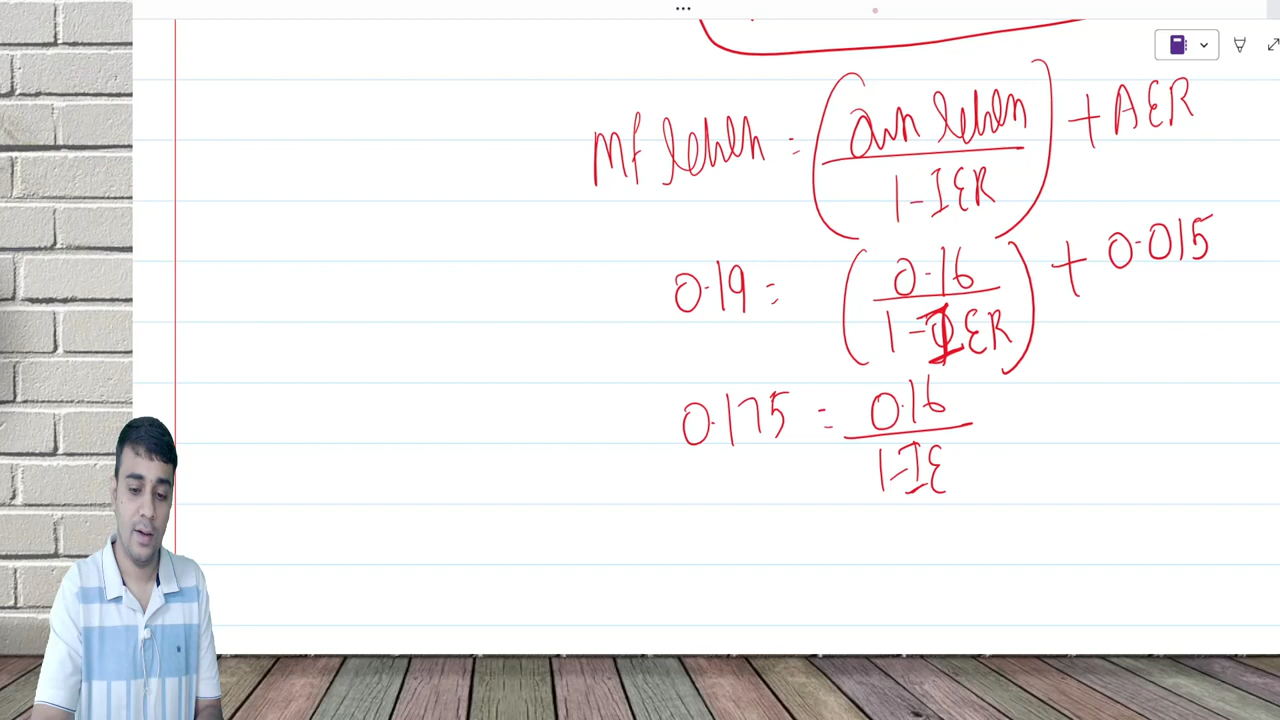 Mf return = (own return / 1-IER) + AER
0.19 = (0.16 / 1-IER) + 0.015
0.175 = 0.16 / 1-IE